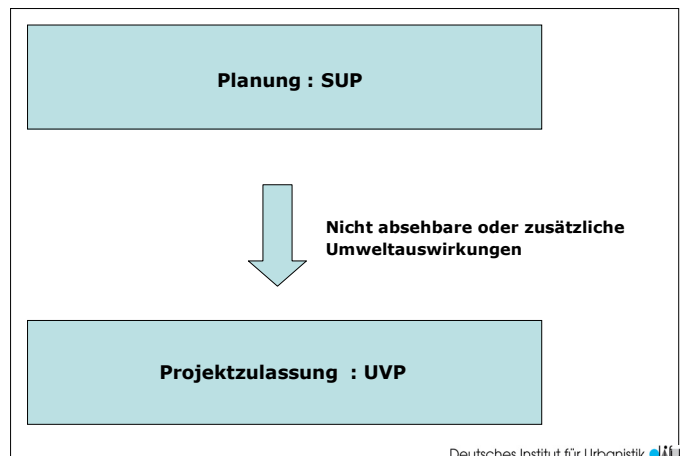 Planung : SUP
Nicht absehbare oder zusätzliche
Umweltauswirkungen
Projektzulassung : UVP
Deutsches Institut für Urbanistik